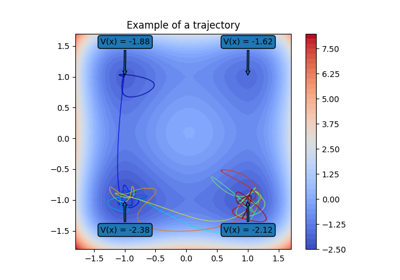 Example of a trajectory
V(x) = -1.88
V(x) = -1.62
V(x) = -2.38
V(x) = -2.12
1.5
1.0
0.5
0.0
−0.5
−1.0
−1.5
−1.5 −1.0 −0.5 0.0 0.5 1.0 1.5
7.50
6.25
5.00
3.75
2.50
1.25
0.00
−1.25
−2.50